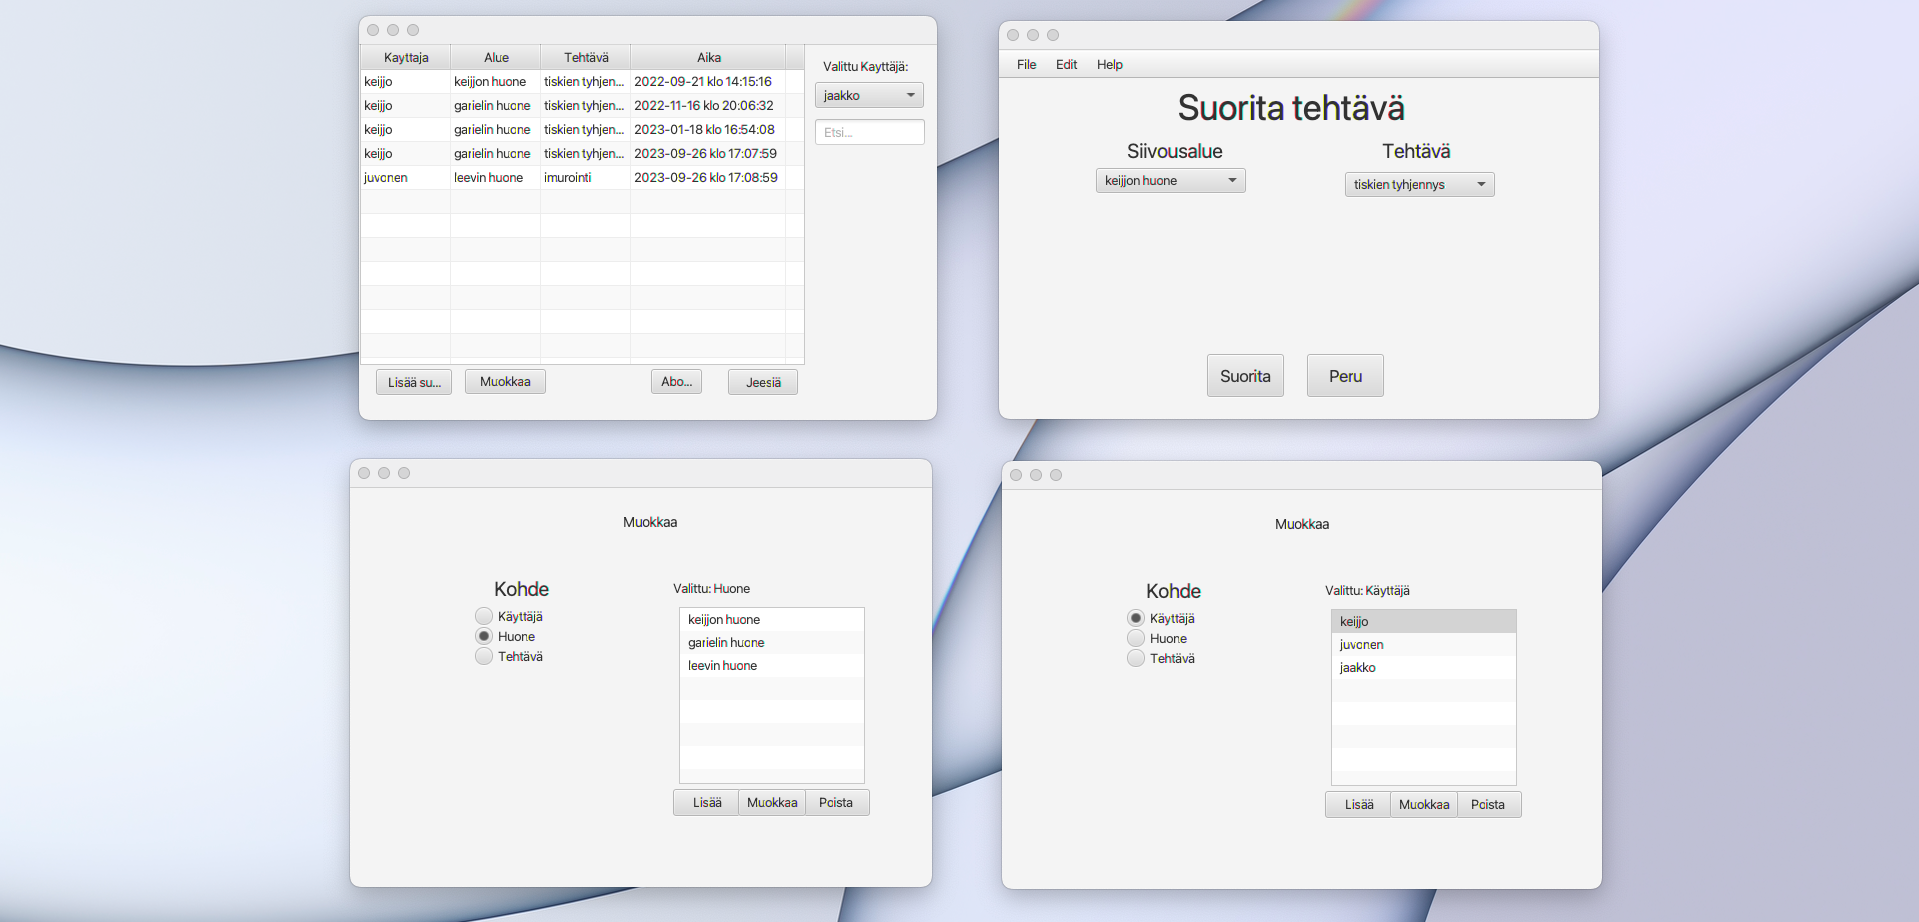 Kayttaja Alue Tehtävä Aika
keijjo keijjon huone tiskien tyhjen... 2022-09-21 klo 14:15:16
keijjo garielin huone tiskien tyhjen... 2022-11-16 klo 20:06:32
keijjo garielin huone tiskien tyhjen... 2023-01-18 klo 16:54:08
keijjo garielin huone tiskien tyhjen... 2023-09-26 klo 17:07:59
juvonen leevin huone imurointi 2023-09-26 klo 17:08:59
Valittu Kayttäjä:
jaakko
Etsi...
Lisää su... Muokkaa Abo... Jeesiä
File Edit Help
Suorita tehtävä
Siivousalue Tehtävä
keijjon huone tiskien tyhjennys
Suorita Peru
Muokkaa
Kohde
Käyttäjä
Huone
Tehtävä
Valittu: Huone
keijjon huone
garielin huone
leevin huone
Lisää Muokkaa Poista
Muokkaa
Kohde
Käyttäjä
Huone
Tehtävä
Valittu: Käyttäjä
keijjo
juvonen
jaakko
Lisää Muokkaa Poista